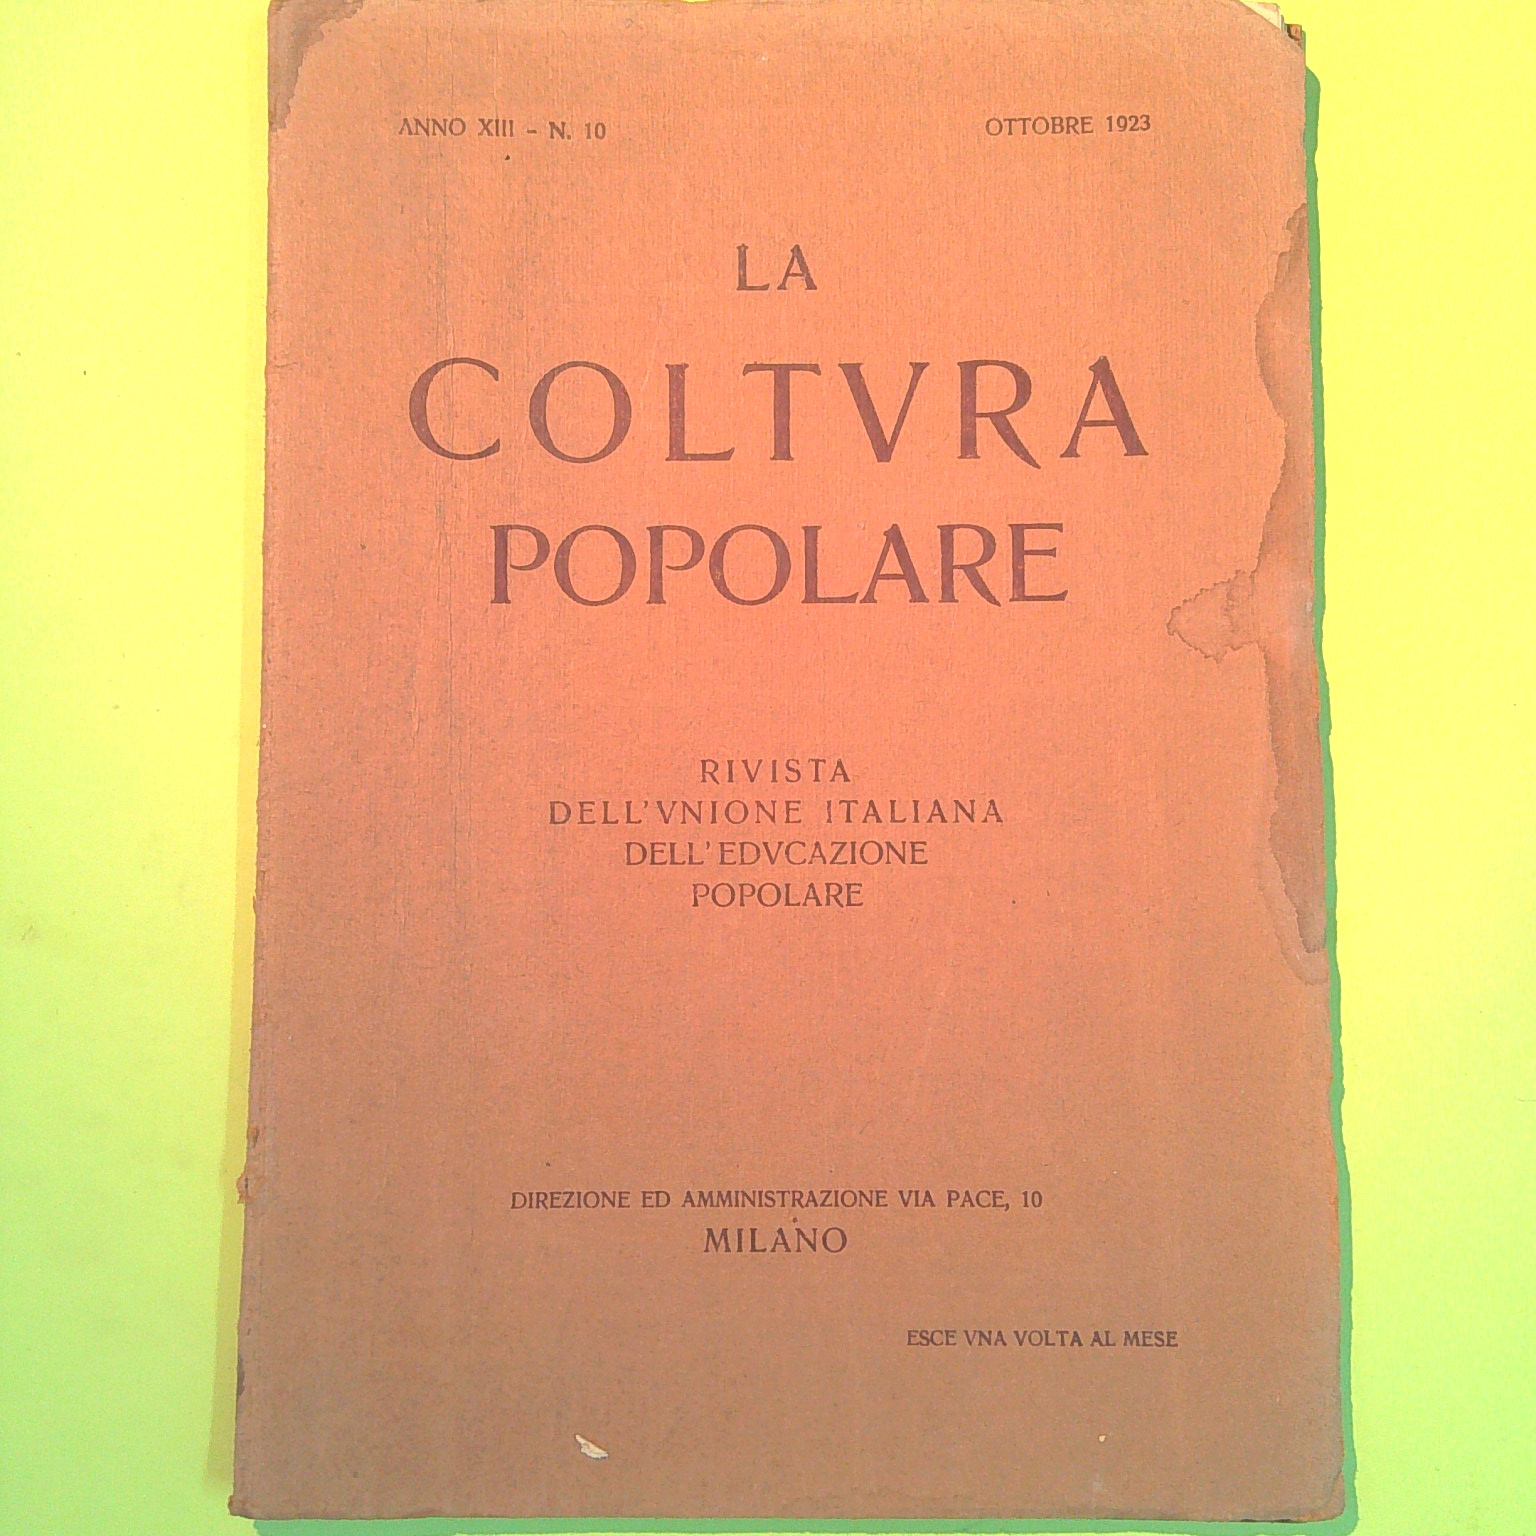 ANNO XIII - N. 10
OTTOBRE 1923
LA
COLTVRA
POPOLARE
RIVISTA
DELL'VNIONE ITALIANA
DELL'EDVCAZIONE
POPOLARE
DIREZIONE ED AMMINISTRAZIONE VIA PACE, 10
MILANO
ESCE VNA VOLTA AL MESE